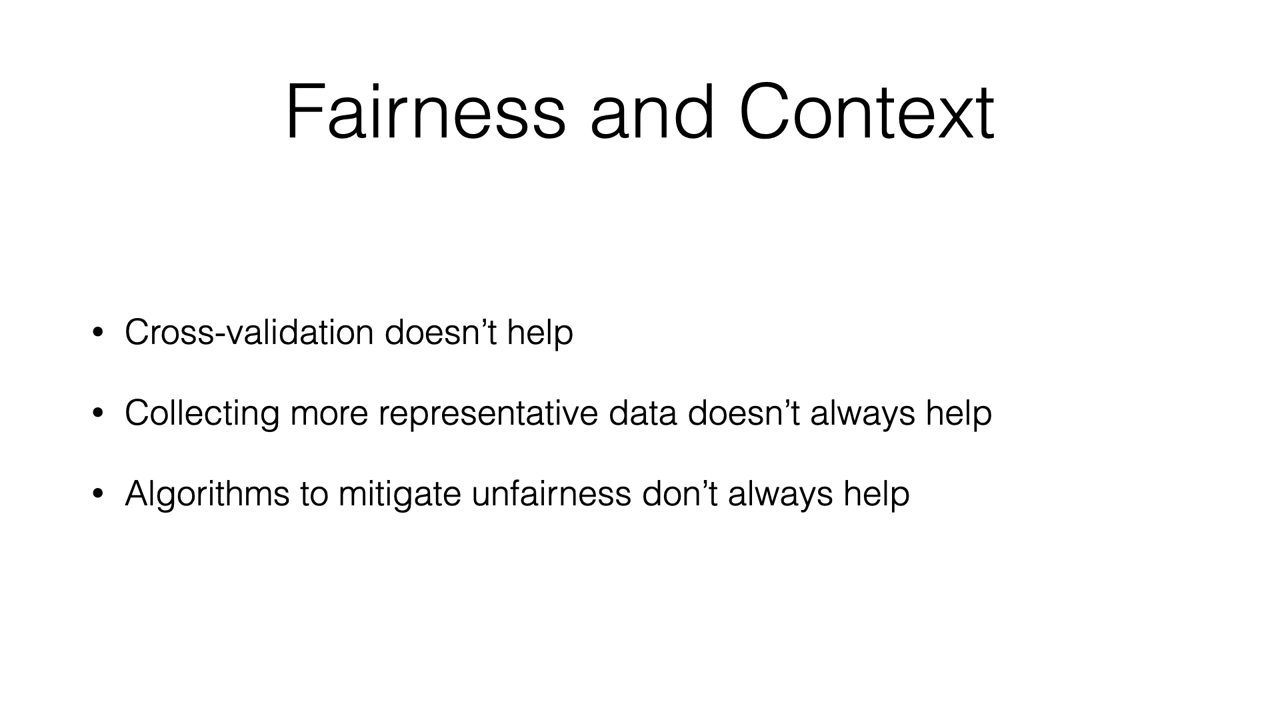 Fairness and Context
• Cross-validation doesn’t help
• Collecting more representative data doesn’t always help
• Algorithms to mitigate unfairness don’t always help